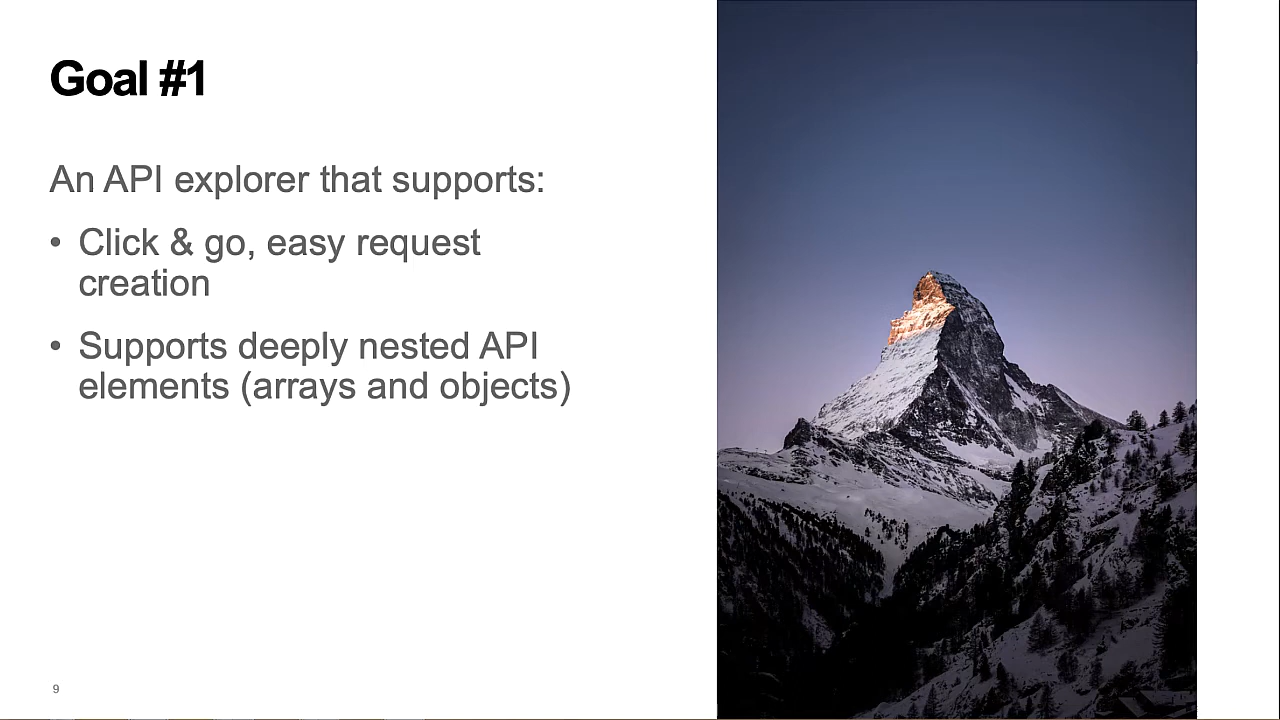 Goal #1
An API explorer that supports:
• Click & go, easy request
creation
• Supports deeply nested API
elements (arrays and objects)
9